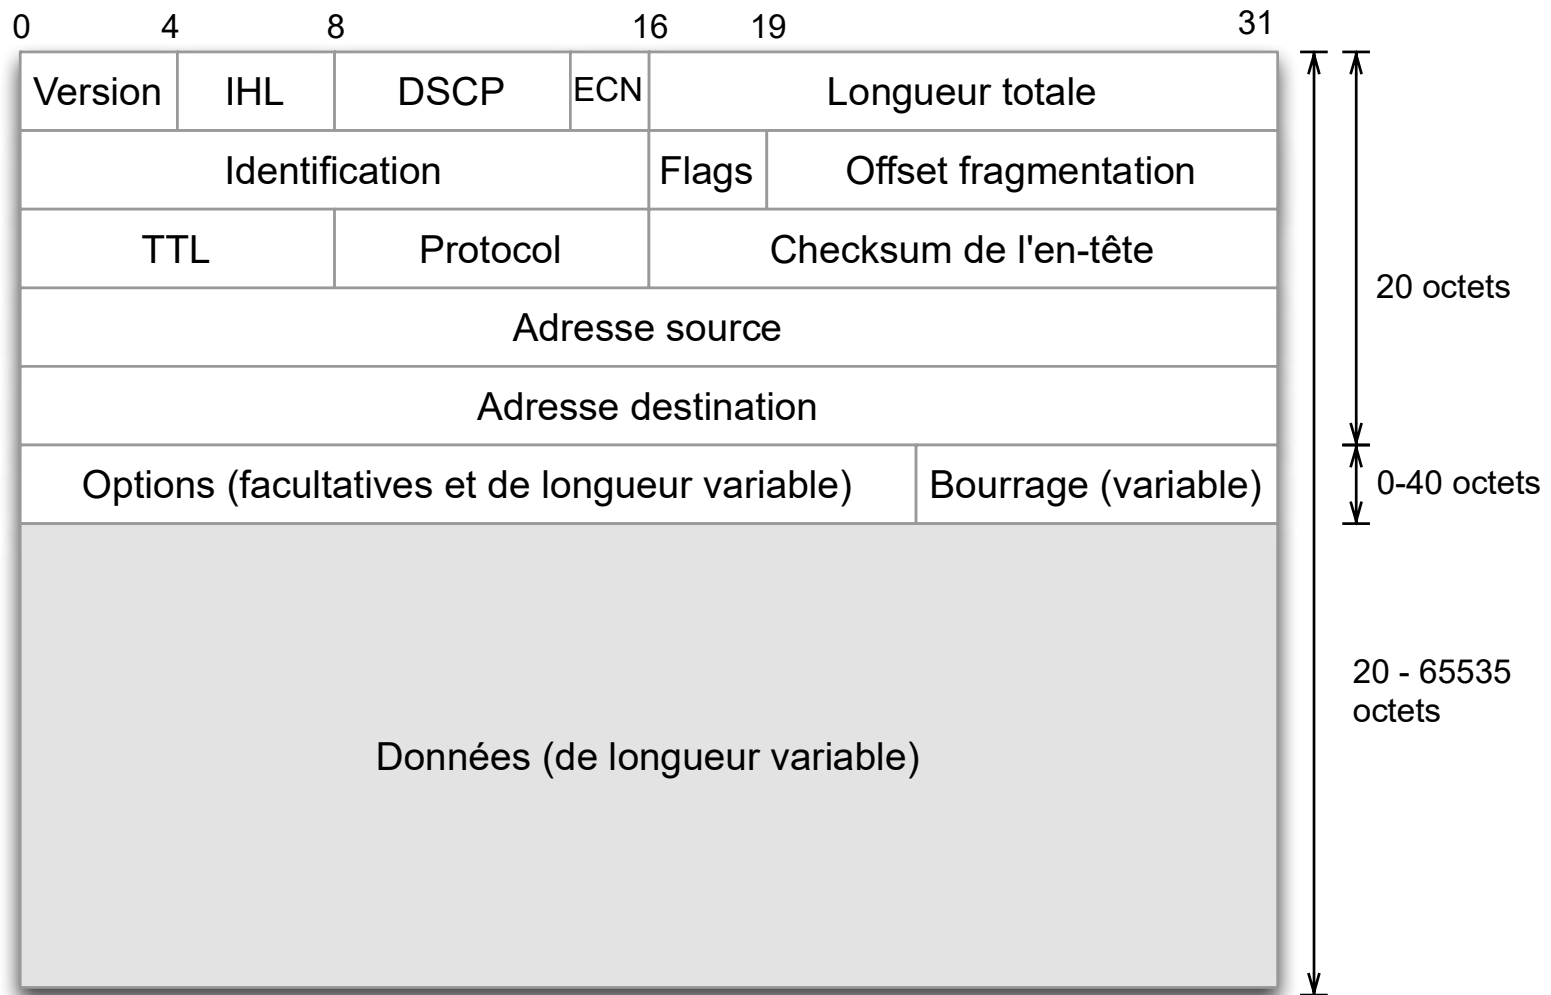 0 4 8 16 19 31
Version IHL DSCP ECN Longueur totale
Identification Flags Offset fragmentation
TTL Protocol Checksum de l'en-tête
20 octets
Adresse source
Adresse destination
Options (facultatives et de longueur variable) Bourrage (variable) 0-40 octets
Données (de longueur variable)
20 - 65535
octets